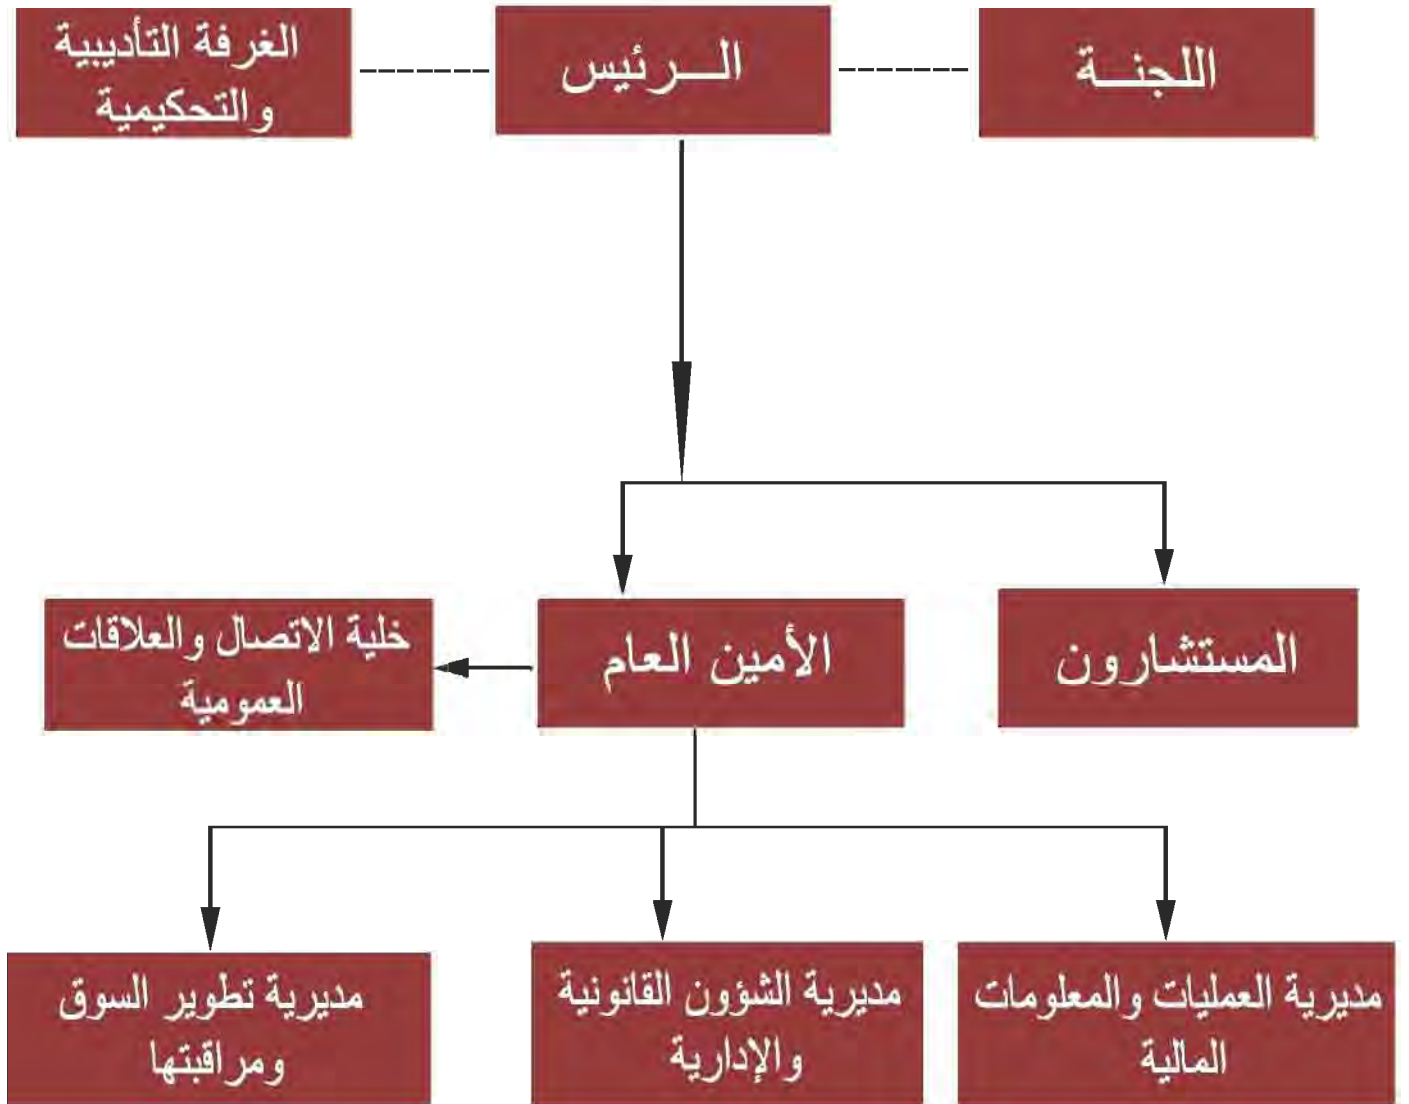 اللجنــة
الــرئيس
الغرفة التأديبية
والتحكيمية
المستشارون
الأمين العام
خلية الاتصال والعلاقات
العمومية
مديرية العمليات والمعلومات
المالية
مديرية الشؤون القانونية
والإدارية
مديرية تطوير السوق
ومراقبتها